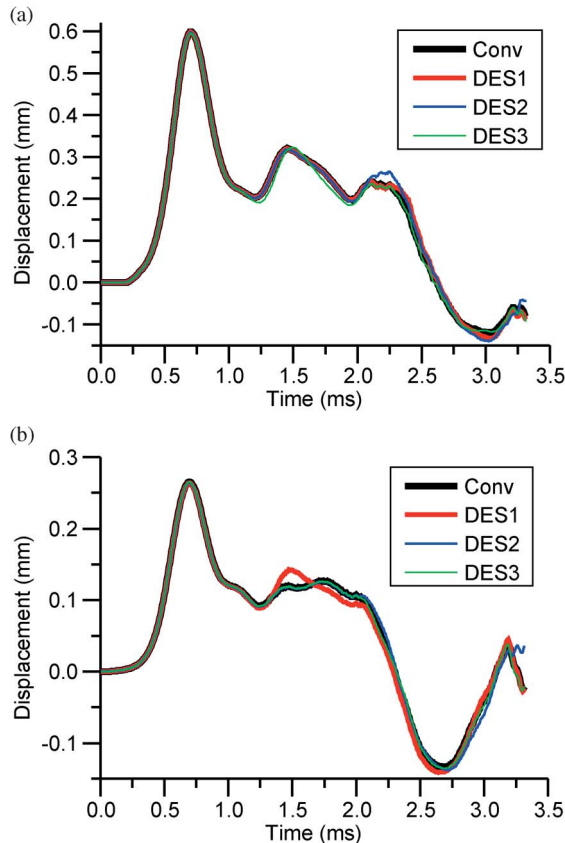 (a)
0.6
0.5
0.4
0.3
0.2
0.1
0.0
-0.1
Displacement (mm)
Conv
DES1
DES2
DES3
0.0 0.5 1.0 1.5 2.0 2.5 3.0 3.5
Time (ms)
(b)
0.3
0.2
0.1
0.0
-0.1
Displacement (mm)
Conv
DES1
DES2
DES3
0.0 0.5 1.0 1.5 2.0 2.5 3.0 3.5
Time (ms)